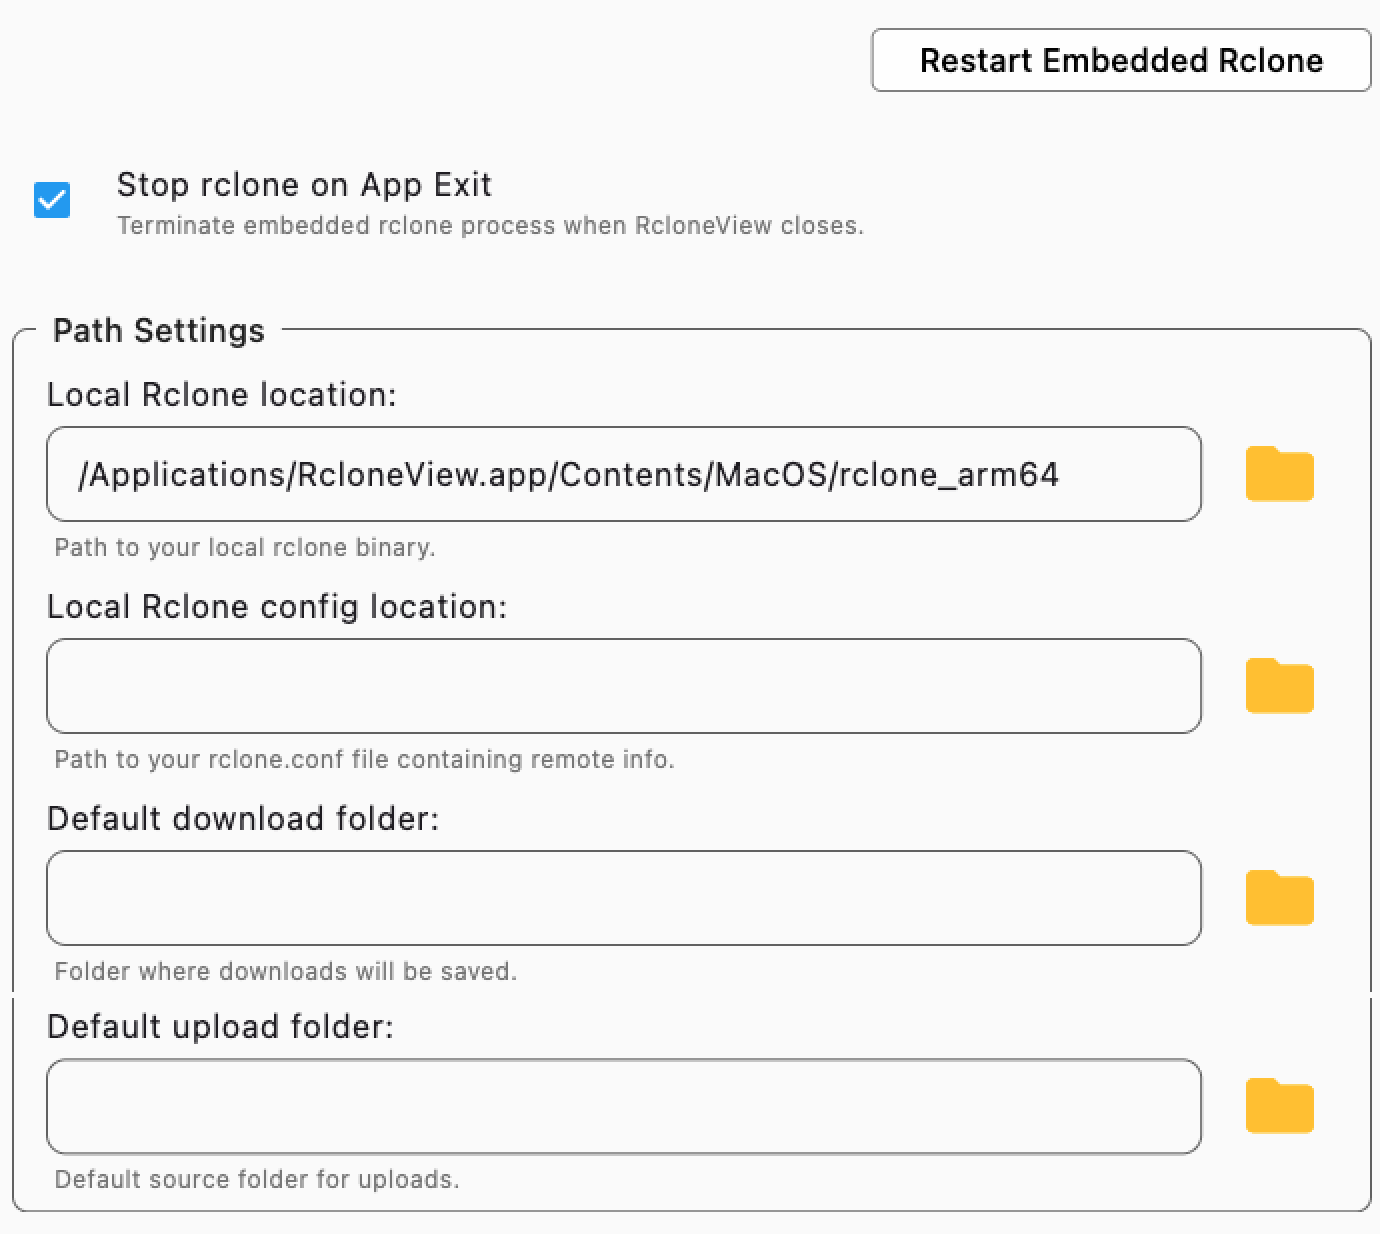 Restart Embedded Rclone
Stop rclone on App Exit
Terminate embedded rclone process when RcloneView closes.
Path Settings
Local Rclone location:
/Applications/RcloneView.app/Contents/MacOS/rclone_arm64
Path to your local rclone binary.
Local Rclone config location:
Path to your rclone.conf file containing remote info.
Default download folder:
Folder where downloads will be saved.
Default upload folder:
Default source folder for uploads.